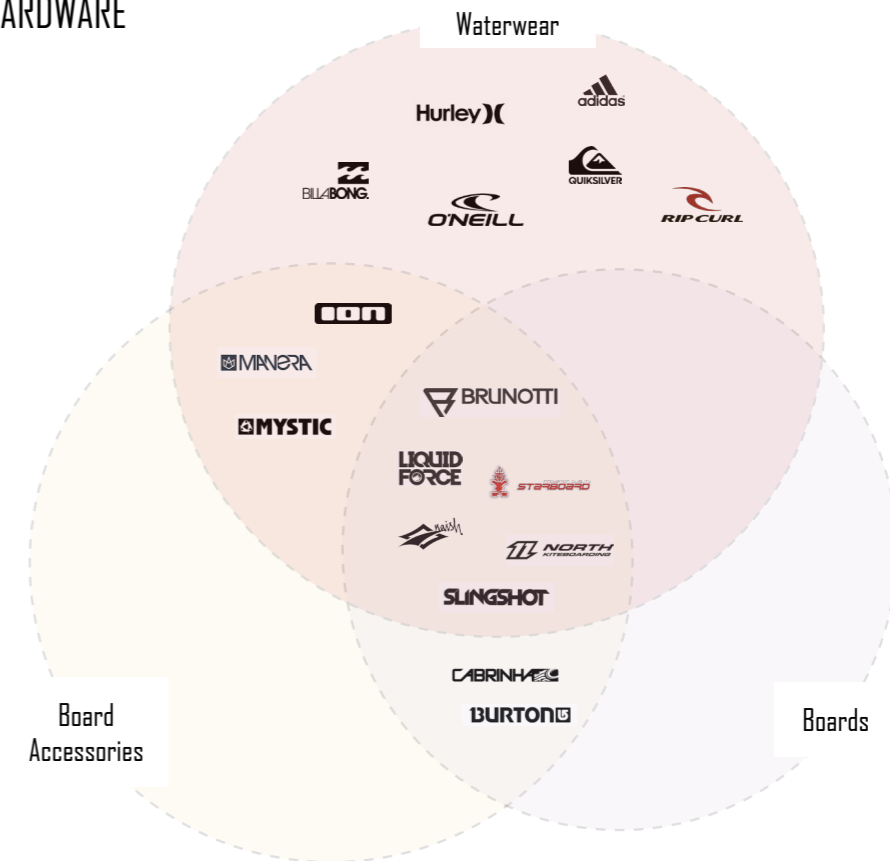 ARDWARE
Waterwear
adidas
Hurley
QUIKSILVER
BILLABONG.
O'NEILL
RIP CURL
ion
MANERA
BRUNOTTI
MYSTIC
LIQUID
FORCE
STARBOARD
naish
NORTH
KITEBOARDING
SLINGSHOT
CABRINHA
BURTON
Board
Accessories
Boards